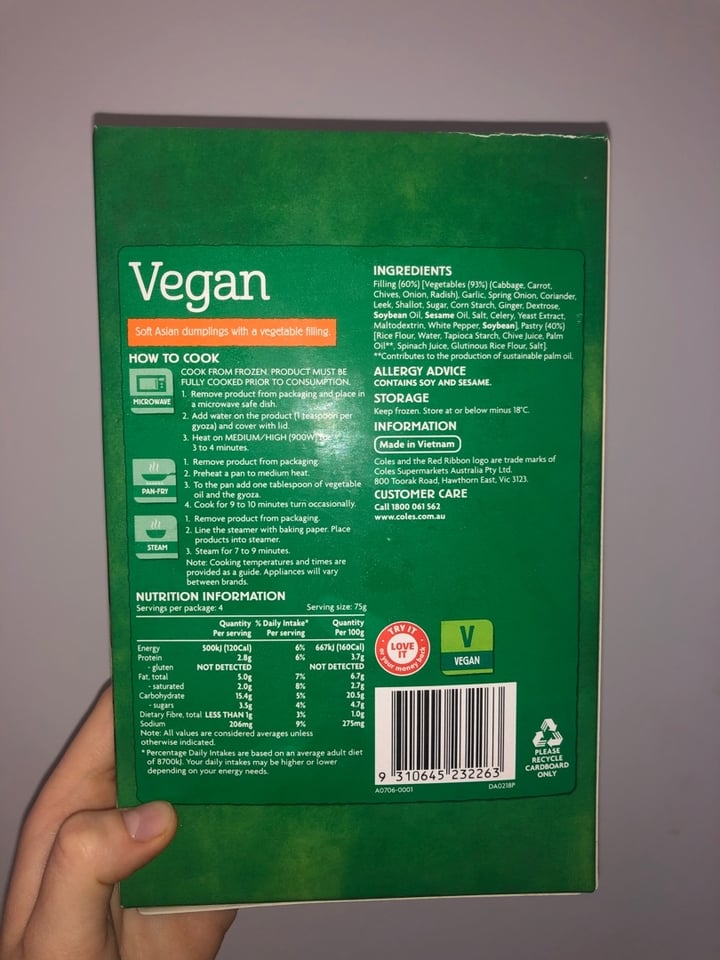 Vegan
Soft Asian dumplings with a vegetable filling.
HOW TO COOK
MICROWAVE
COOK FROM FROZEN. PRODUCT MUST BE
FULLY COOKED PRIOR TO CONSUMPTION.
1. Remove product from packaging and place in
a microwave safe dish.
2. Add water on the product (1 teaspoon per
gyoza) and cover with lid.
3. Heat on MEDIUM/HIGH (900W) for
3 to 4 minutes.
PAN-FRY
1. Remove product from packaging.
2. Preheat a pan to medium heat.
3. To the pan add one tablespoon of vegetable
oil and the gyoza.
4. Cook for 9 to 10 minutes turn occasionally.
STEAM
1. Remove product from packaging.
2. Line the steamer with baking paper. Place
products into steamer.
3. Steam for 7 to 9 minutes.
Note: Cooking temperatures and times are
provided as a guide. Appliances will vary
between brands.
NUTRITION INFORMATION
Servings per package: 4 Serving size: 75g
Quantity % Daily Intake* Quantity
Per serving Per serving Per 100g
Energy 500kJ (120Cal) 6% 667kJ (160Cal)
Protein 2.8g 6% 3.7g
- gluten NOT DETECTED NOT DETECTED
Fat, total 5.0g 7% 6.7g
- saturated 2.0g 8% 2.7g
Carbohydrate 15.4g 5% 20.5g
- sugars 3.5g 4% 4.7g
Dietary Fibre, total LESS THAN 1g 3% 1.0g
Sodium 206mg 9% 275mg
Note: All values are considered averages unless
otherwise indicated.
* Percentage Daily Intakes are based on an average adult diet
of 8700kJ. Your daily intakes may be higher or lower
depending on your energy needs.
INGREDIENTS
Filling (60%) [Vegetables (93%) (Cabbage, Carrot,
Chives, Onion, Radish), Garlic, Spring Onion, Coriander,
Leek, Shallot, Sugar, Corn Starch, Ginger, Dextrose,
Soybean Oil, Sesame Oil, Salt, Celery, Yeast Extract,
Maltodextrin, White Pepper, Soybean], Pastry (40%)
[Rice Flour, Water, Tapioca Starch, Chive Juice, Palm
Oil**, Spinach Juice, Glutinous Rice Flour, Salt].
**Contributes to the production of sustainable palm oil.
ALLERGY ADVICE
CONTAINS SOY AND SESAME.
STORAGE
Keep frozen. Store at or below minus 18°C.
INFORMATION
Made in Vietnam
Coles and the Red Ribbon logo are trade marks of
Coles Supermarkets Australia Pty Ltd.
800 Toorak Road, Hawthorn East, Vic 3123.
CUSTOMER CARE
Call 1800 061 562
www.coles.com.au
TRY IT
LOVE
IT
or your money back
V
VEGAN
9 310645 232263
A0706-0001 DA0218P
PLEASE
RECYCLE
CARDBOARD
ONLY